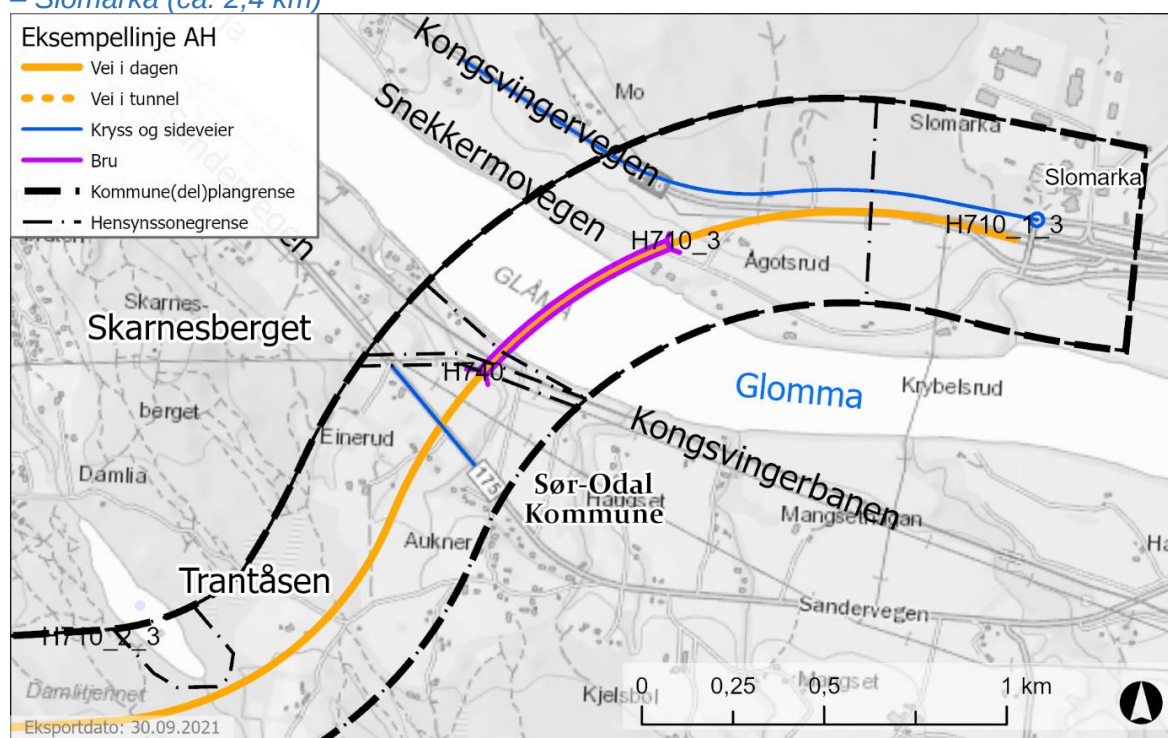 – Slomarka (ca. 2,4 km)
Eksempellinje AH
Vei i dagen
Vei i tunnel
Kryss og sideveier
Bru
Kommune(del)plangrense
Hensynssonegrense
Kongsvingervegen
Snekkermovegen
Mo
Slomarka
Slomarka
H710_1_3
H710_3
Ågotsrud
GLÅMA
Skarnes-
berget
Skarnesberget
H740
Glomma
Krybelsrud
Kongsvingerbanen
Einerud
175
Sør-Odal
Kommune
Haugset
Damlia
Aukner
Trantåsen
Sandervegen
H710_2_3
Damtjennet
Kjelsbol
Mangset
0 0,25 0,5 1 km
Eksportdato: 30.09.2021